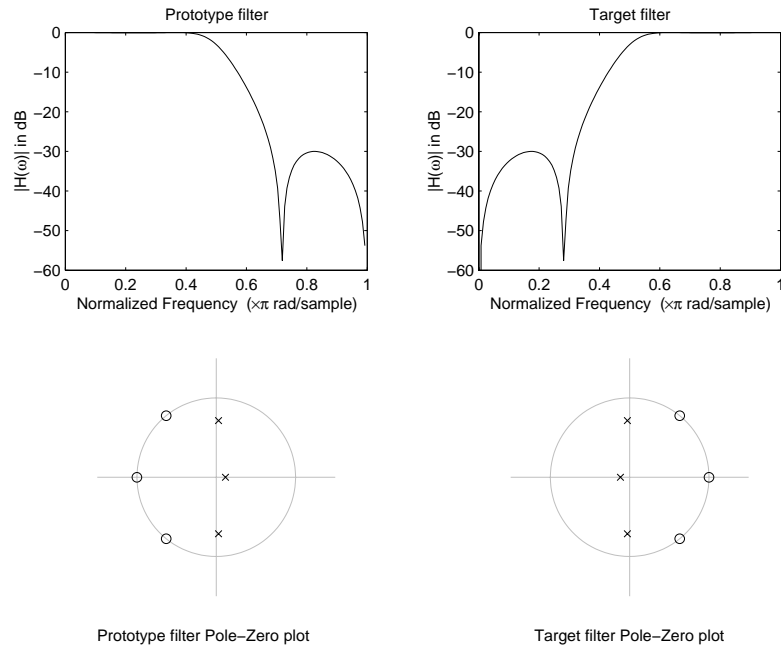 Prototype filter
0
−10
−20
−30
−40
−50
−60
|H(ω)| in dB
0 0.2 0.4 0.6 0.8 1
Normalized Frequency (×π rad/sample)
Target filter
0
−10
−20
−30
−40
−50
−60
|H(ω)| in dB
0 0.2 0.4 0.6 0.8 1
Normalized Frequency (×π rad/sample)
Prototype filter Pole−Zero plot
Target filter Pole−Zero plot